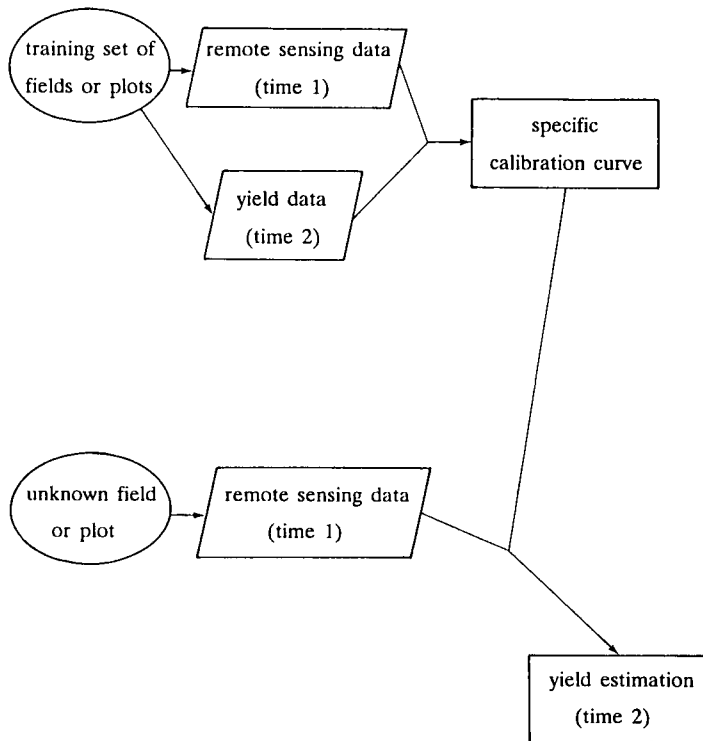 training set of
fields or plots
remote sensing data
(time 1)
yield data
(time 2)
specific
calibration curve
unknown field
or plot
remote sensing data
(time 1)
yield estimation
(time 2)